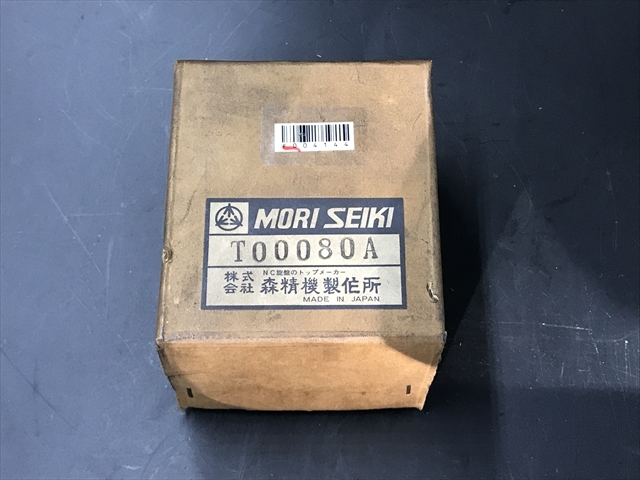 004144
MORI SEIKI
T00080A
NC旋盤のトップメーカー
株式会社 森精機製作所
MADE IN JAPAN